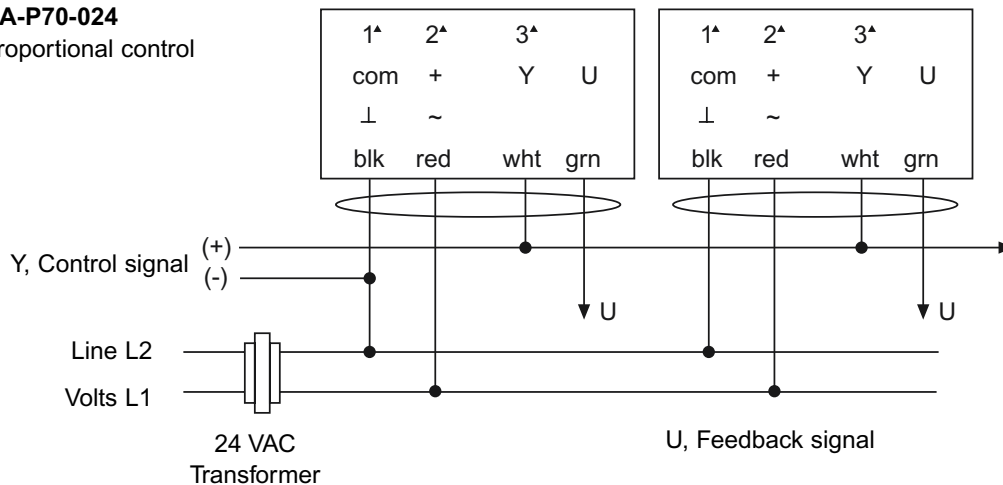 A-P70-024
roportional control
1▲ 2▲ 3▲
com + Y U
⊥ ~
blk red wht grn
1▲ 2▲ 3▲
com + Y U
⊥ ~
blk red wht grn
Y, Control signal (+)
(-)
U
U
Line L2
Volts L1
24 VAC
Transformer
U, Feedback signal